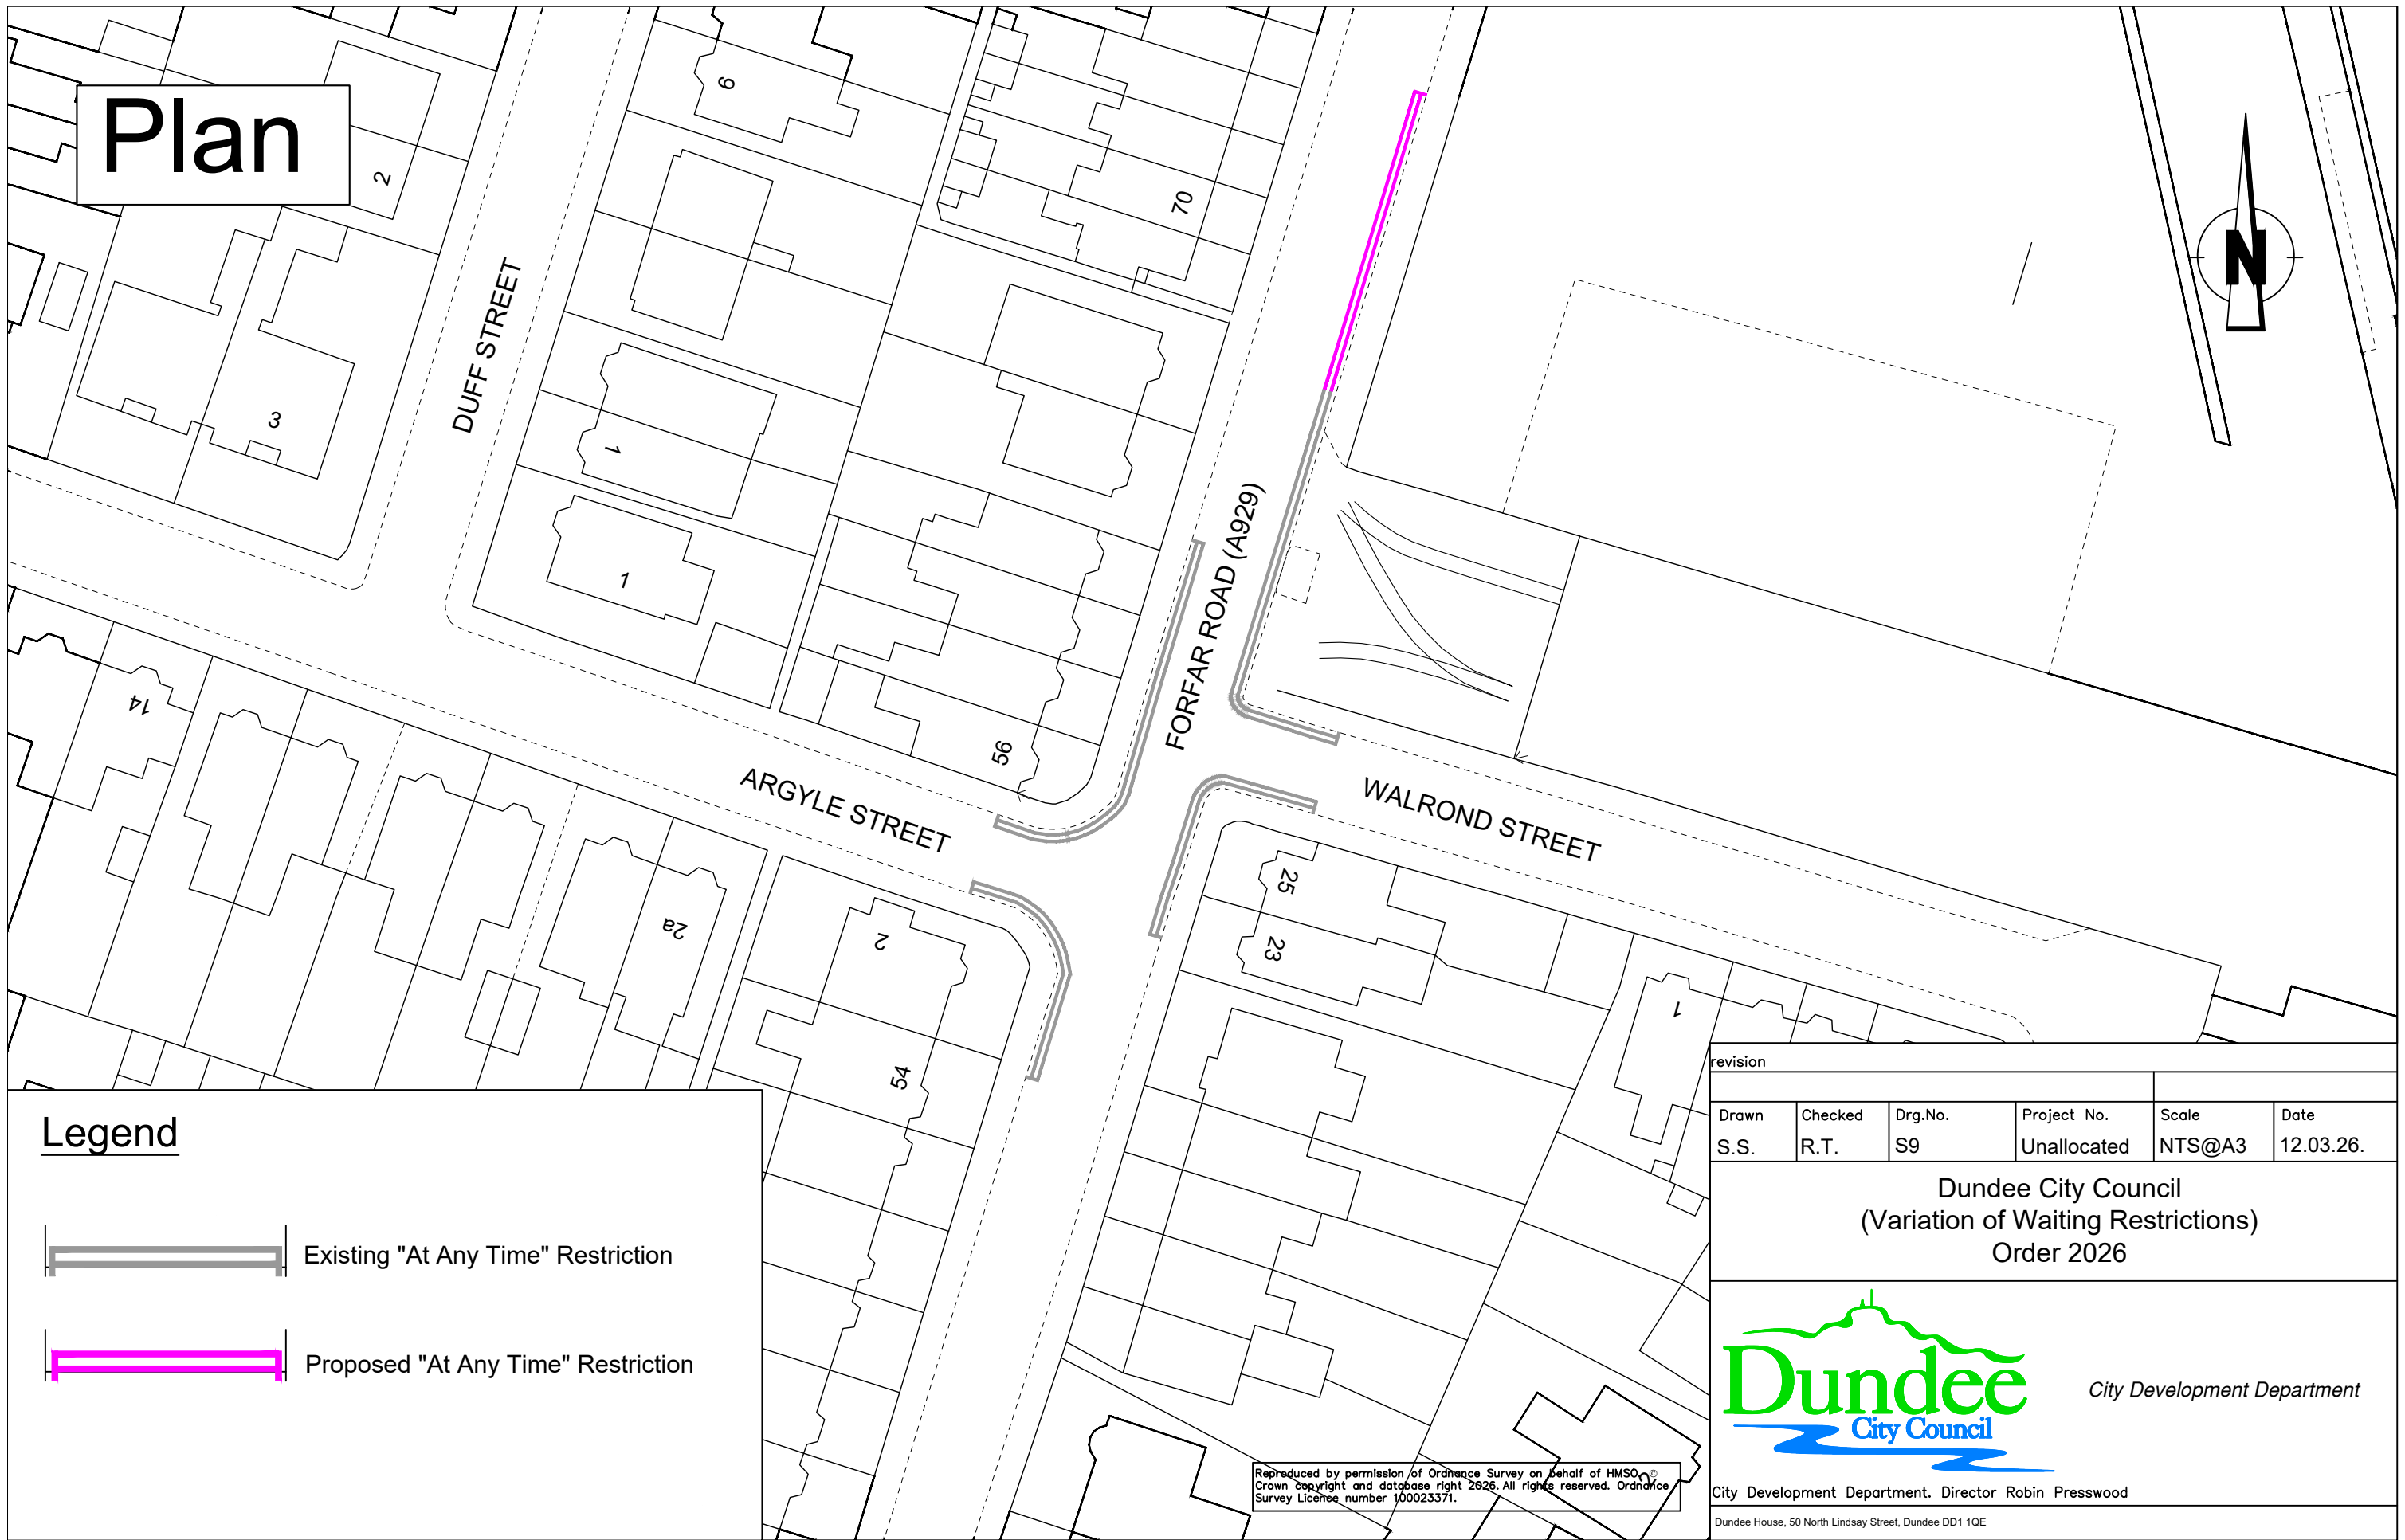 Plan
2
6
70
3
DUFF STREET
1
1
FORFAR ROAD (A929)
N
14
56
ARGYLE STREET
WALROND STREET
2a
2
25
23
54
1
2
Legend
Existing "At Any Time" Restriction
Proposed "At Any Time" Restriction
Reproduced by permission of Ordnance Survey on behalf of HMSO. ©
Crown copyright and database right 2026. All rights reserved. Ordnance
Survey Licence number 100023371.
revision
Drawn Checked Drg.No. Project No. Scale Date
S.S. R.T. S9 Unallocated NTS@A3 12.03.26.
Dundee City Council
(Variation of Waiting Restrictions)
Order 2026
Dundee
City Council
City Development Department
City Development Department. Director Robin Presswood
Dundee House, 50 North Lindsay Street, Dundee DD1 1QE